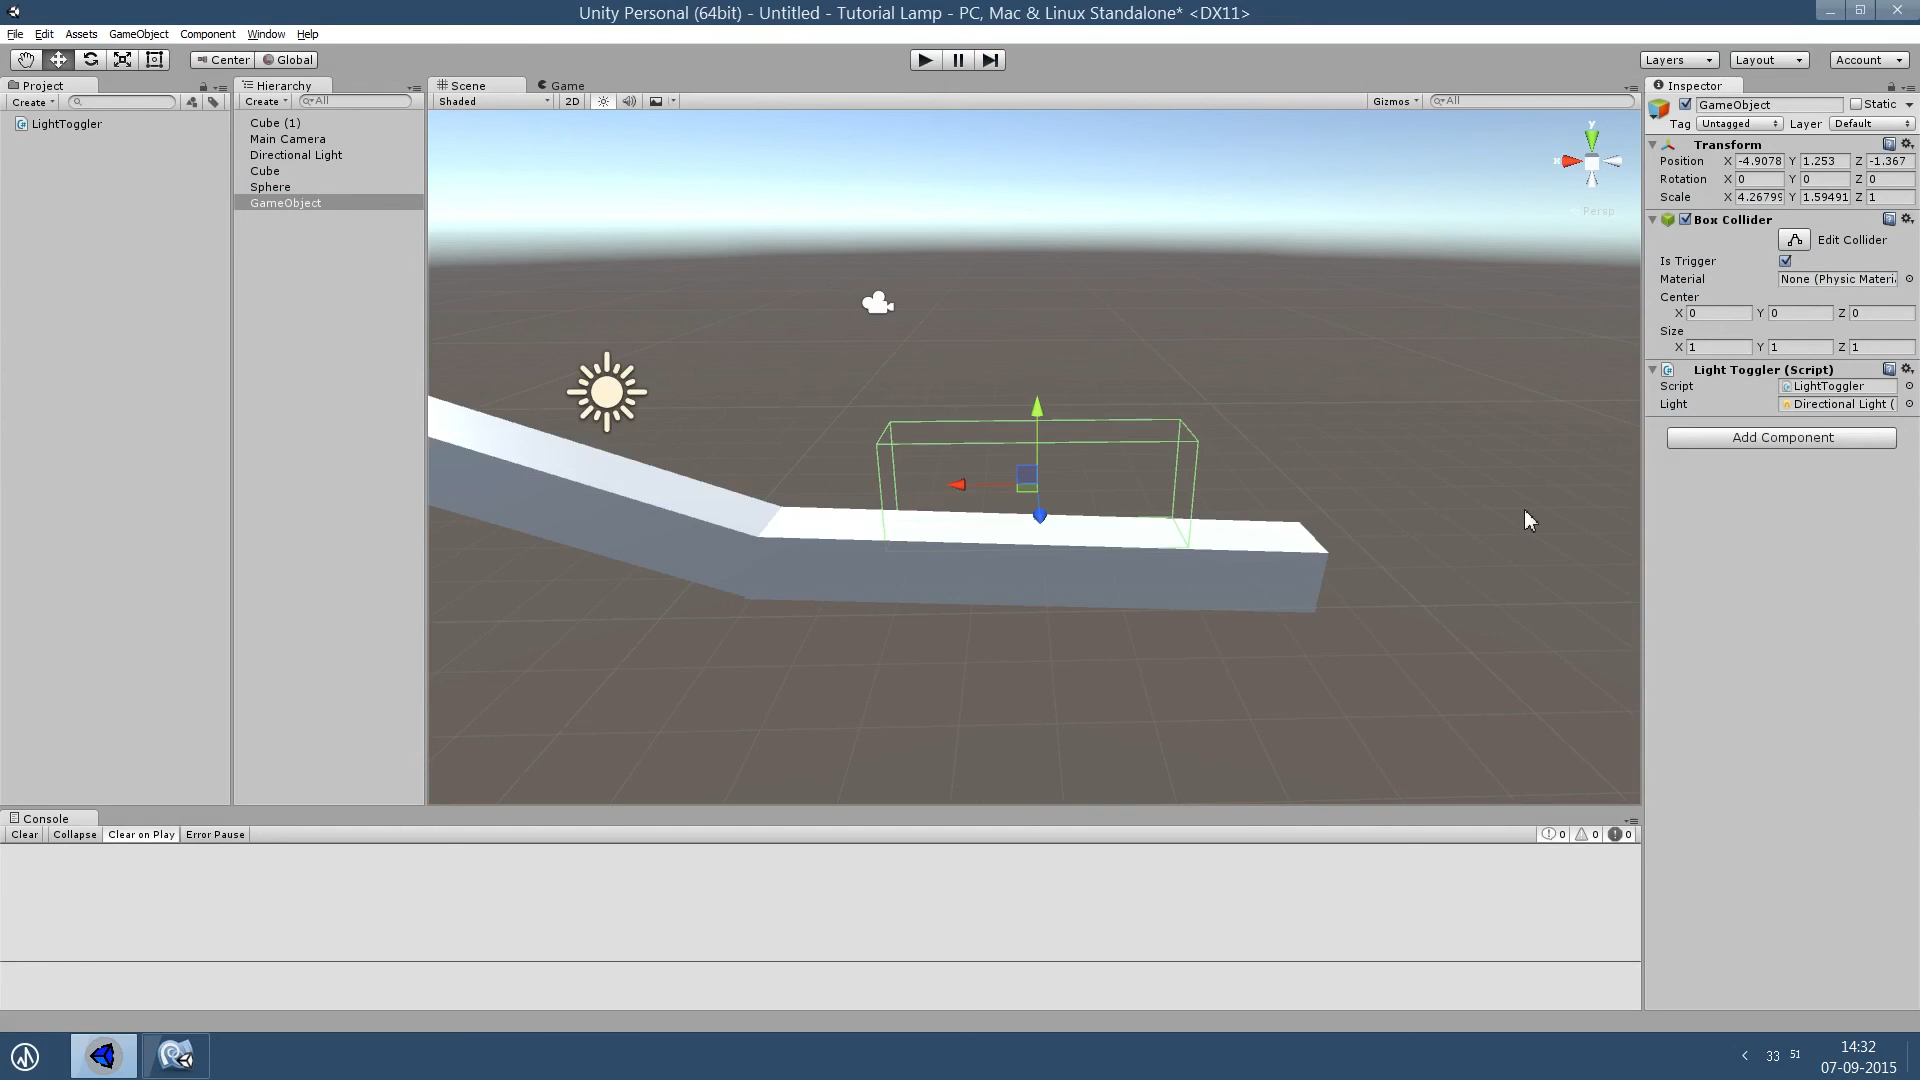 Unity Personal (64bit) - Untitled - Tutorial Lamp - PC, Mac & Linux Standalone* <DX11>
File Edit Assets GameObject Component Window Help
Center Global Layers Layout Account
Project Hierarchy Scene Game Inspector
Create Create All Shaded 2D Gizmos All
GameObject Static
Tag Untagged Layer Default
LightToggler
Cube (1)
Main Camera
Directional Light
Cube
Sphere
GameObject
y
x
Persp
Transform
Position X -4.9078 Y 1.253 Z -1.367
Rotation X 0 Y 0 Z 0
Scale X 4.26799 Y 1.59491 Z 1
Box Collider
Edit Collider
Is Trigger
Material None (Physic Materi
Center
X 0 Y 0 Z 0
Size
X 1 Y 1 Z 1
Light Toggler (Script)
Script LightToggler
Light Directional Light (
Add Component
Console
Clear Collapse Clear on Play Error Pause 0 0 0
33 51
14:32
07-09-2015